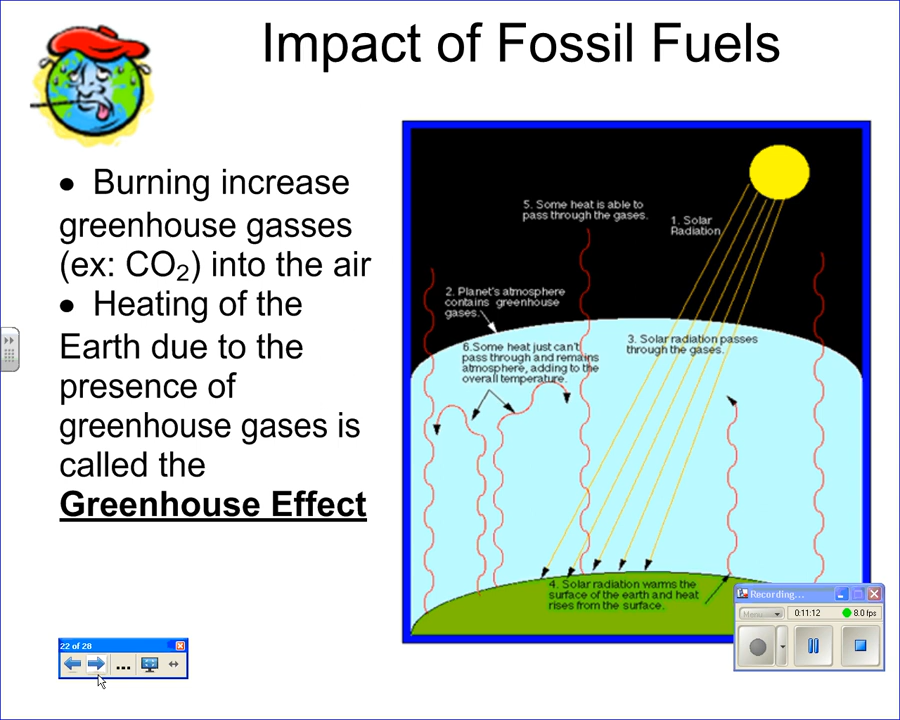 Impact of Fossil Fuels
• Burning increase
greenhouse gasses
(ex: CO₂) into the air
• Heating of the
Earth due to the
presence of
greenhouse gases is
called the
Greenhouse Effect
5. Some heat is able to
pass through the gases.
1. Solar
Radiation
2. Planet's atmosphere
contains greenhouse
gases.
3. Solar radiation passes
through the gases.
6.Some heat just can't
pass through and remains
atmosphere, adding to the
overall temperature.
4. Solar radiation warms the
surface of the earth and heat
rises from the surface.
22 of 28
...
Recording...
Menu
0:11:12
8.0 fps